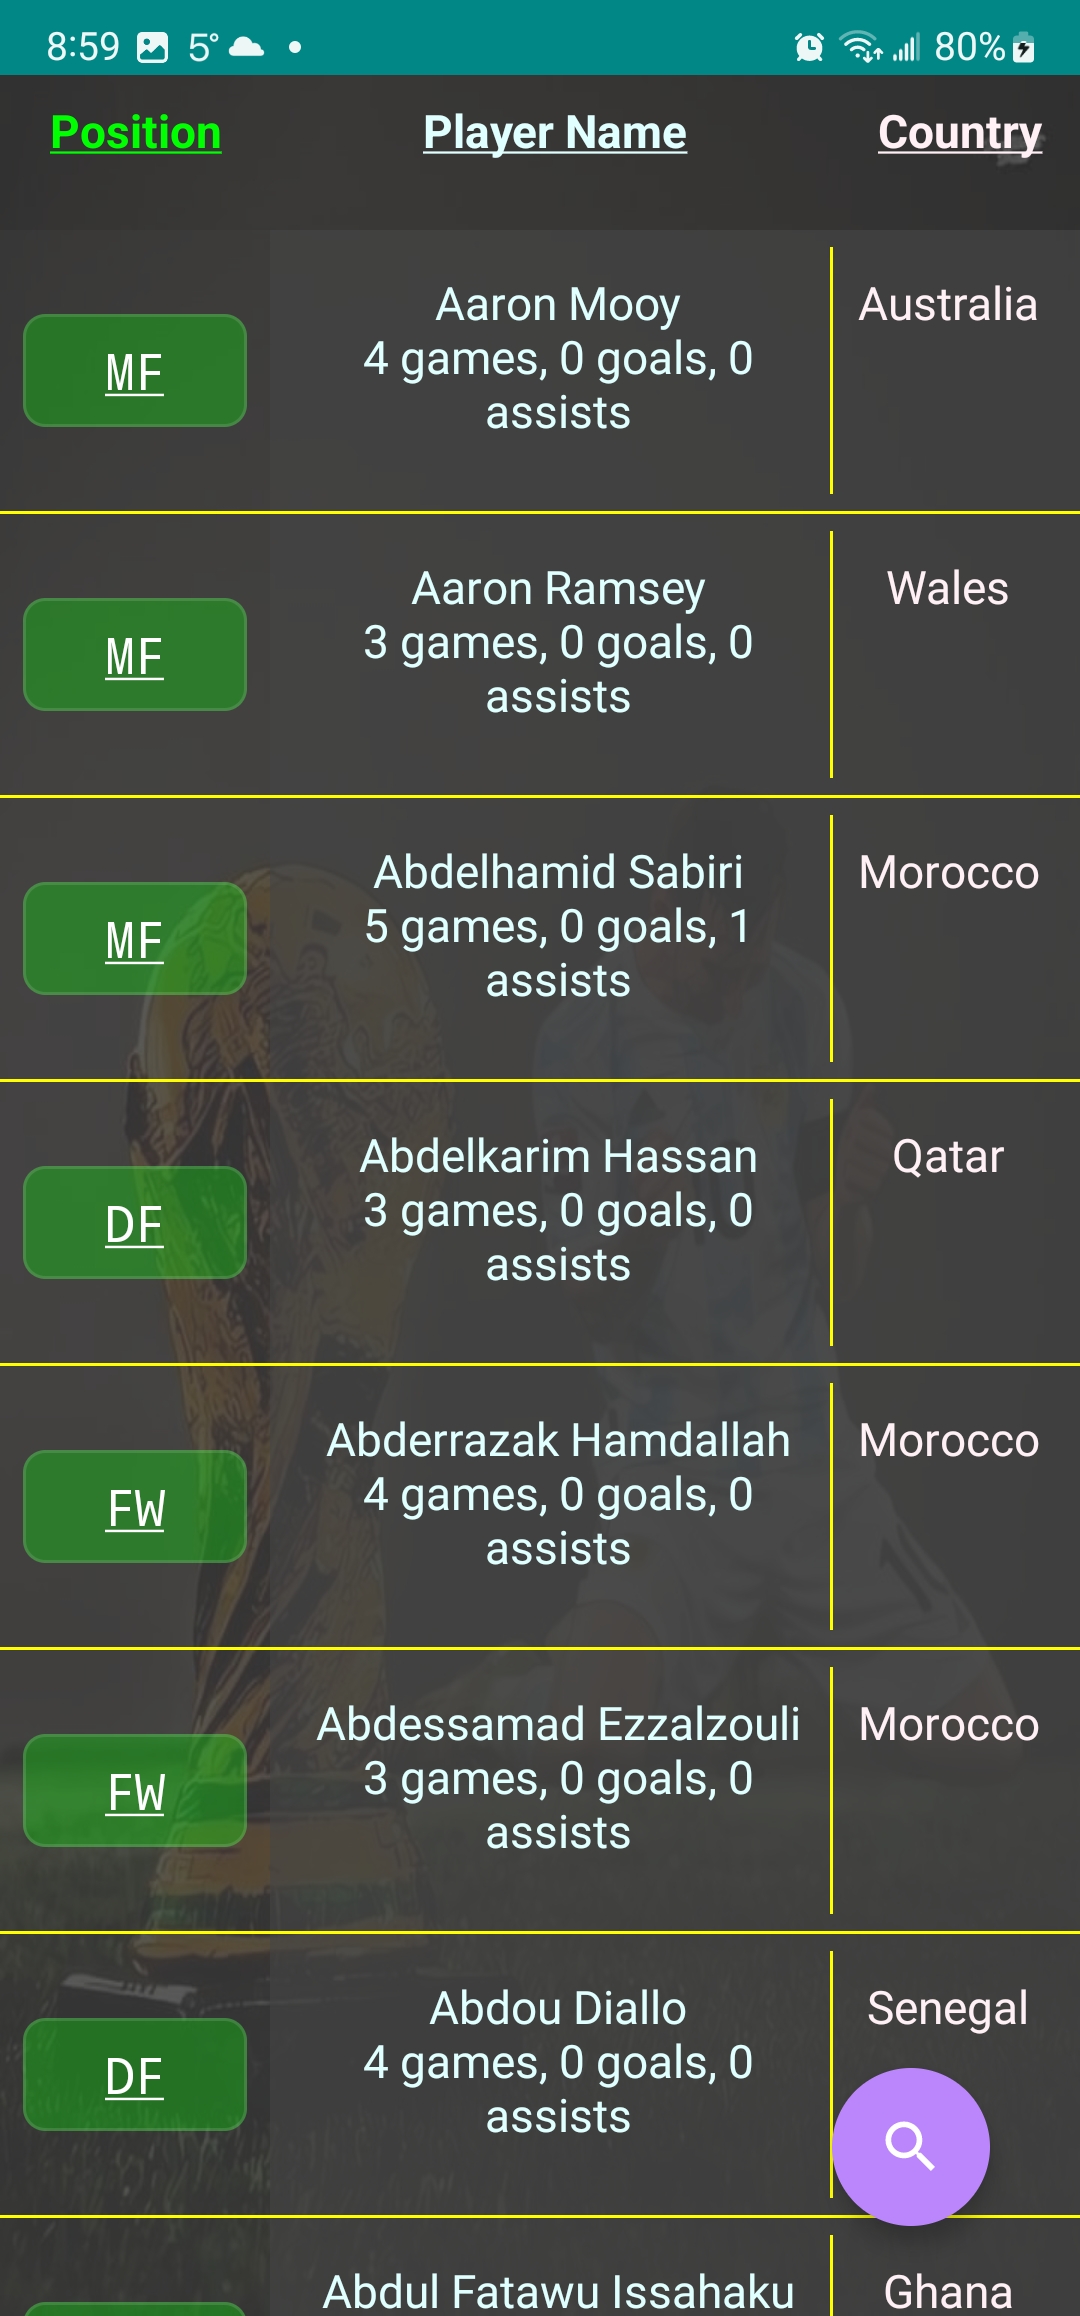 8:59 5° 80%
Position Player Name Country
Aaron Mooy Australia
MF 4 games, 0 goals, 0
assists
Aaron Ramsey Wales
MF 3 games, 0 goals, 0
assists
Abdelhamid Sabiri Morocco
MF 5 games, 0 goals, 1
assists
Abdelkarim Hassan Qatar
DF 3 games, 0 goals, 0
assists
Abderrazak Hamdallah Morocco
FW 4 games, 0 goals, 0
assists
Abdessamad Ezzalzouli Morocco
FW 3 games, 0 goals, 0
assists
Abdou Diallo Senegal
DF 4 games, 0 goals, 0
assists
Abdul Fatawu Issahaku Ghana